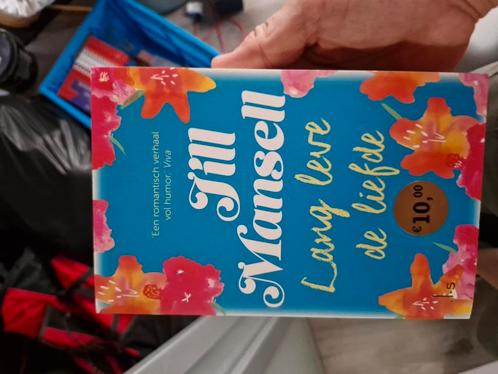 Jill
Mansell
Lang leve
de liefde
'Een romantisch verhaal
vol humor.' Viva
€10,00
l.s